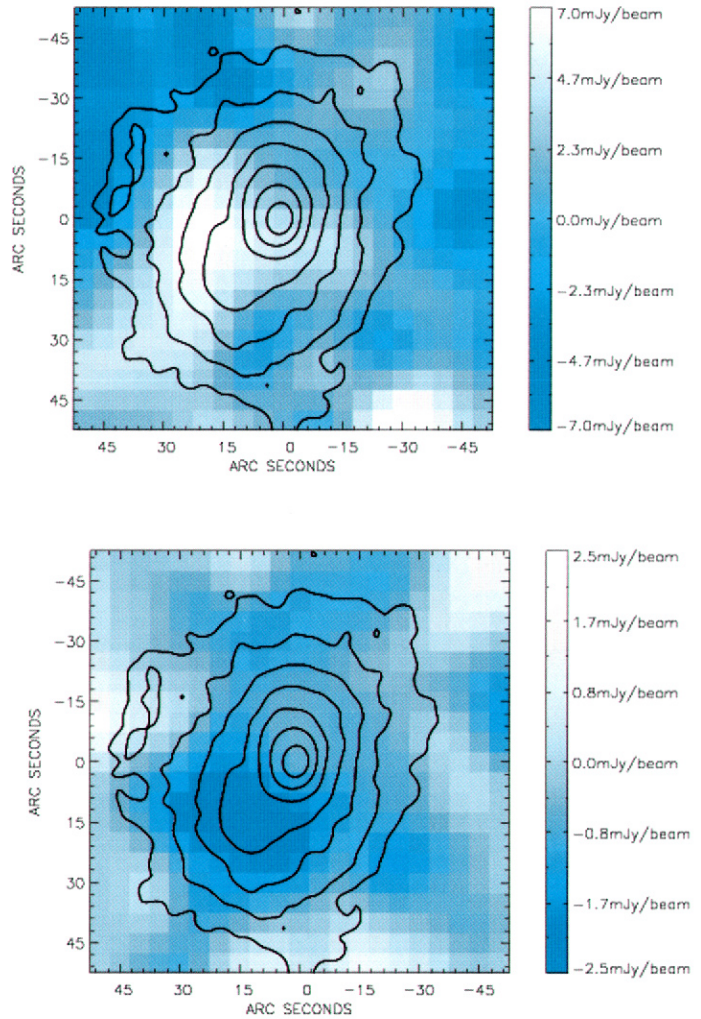 7.0mJy/beam
4.7mJy/beam
2.3mJy/beam
0.0mJy/beam
-2.3mJy/beam
-4.7mJy/beam
-7.0mJy/beam
-45
-30
-15
0
15
30
45
ARC SECONDS
45 30 15 0 -15 -30 -45
ARC SECONDS
2.5mJy/beam
1.7mJy/beam
0.8mJy/beam
0.0mJy/beam
-0.8mJy/beam
-1.7mJy/beam
-2.5mJy/beam
-45
-30
-15
0
15
30
45
ARC SECONDS
45 30 15 0 -15 -30 -45
ARC SECONDS